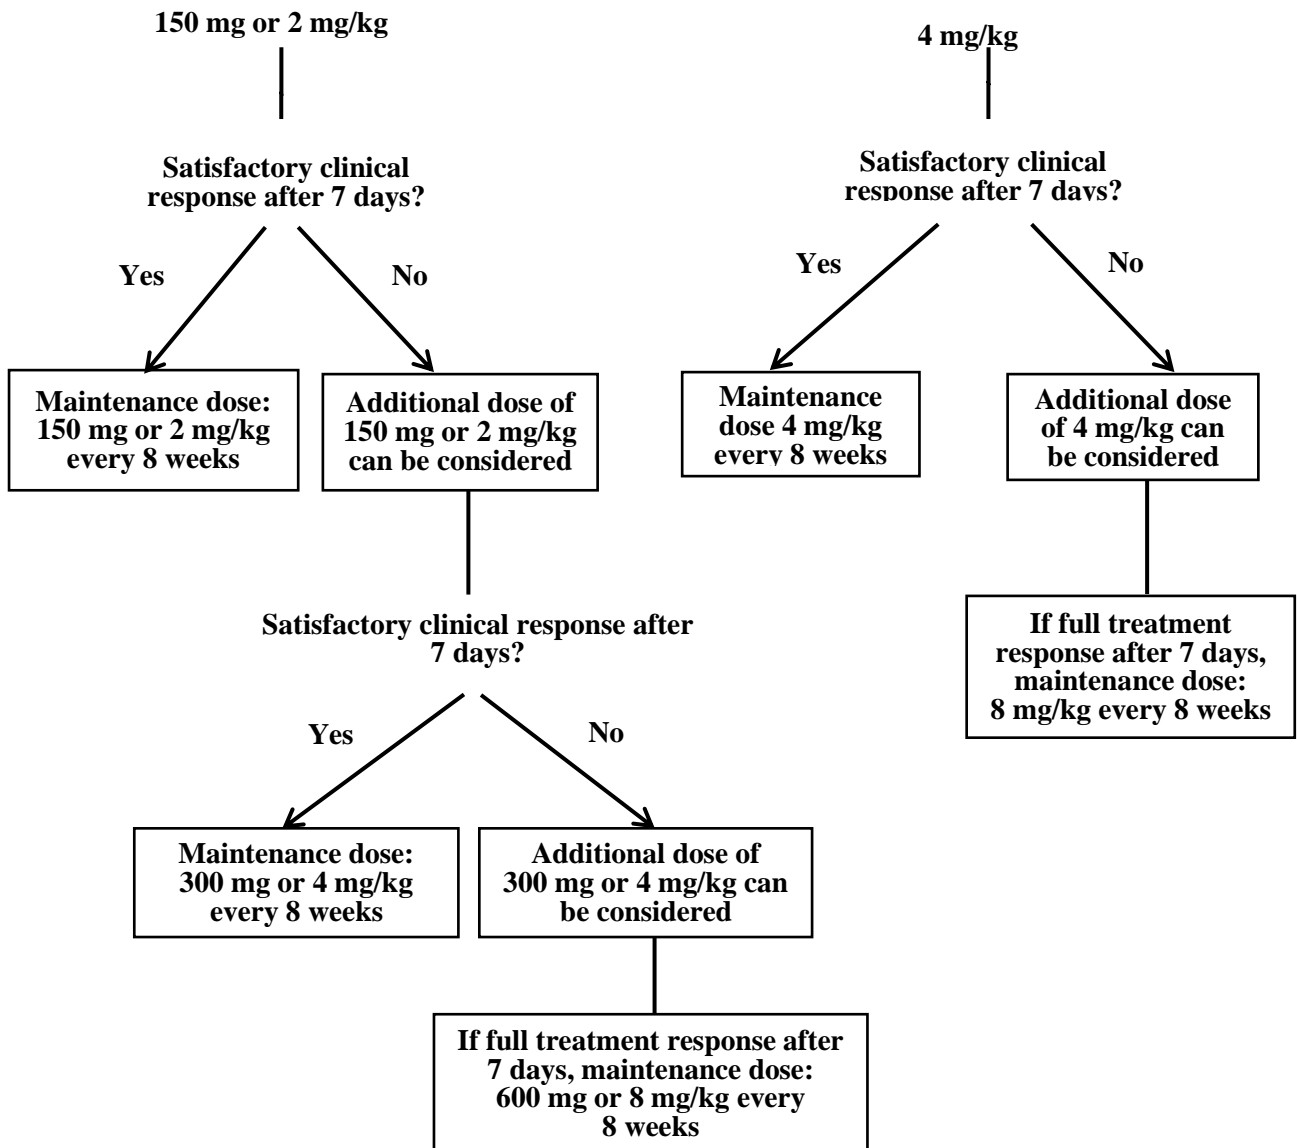 150 mg or 2 mg/kg
Satisfactory clinical
response after 7 days?
Yes
No
Maintenance dose:
150 mg or 2 mg/kg
every 8 weeks
Additional dose of
150 mg or 2 mg/kg
can be considered
Satisfactory clinical response after
7 days?
Yes
No
Maintenance dose:
300 mg or 4 mg/kg
every 8 weeks
Additional dose of
300 mg or 4 mg/kg can
be considered
If full treatment response after
7 days, maintenance dose:
600 mg or 8 mg/kg every
8 weeks
4 mg/kg
Satisfactory clinical
response after 7 days?
Yes
No
Maintenance
dose 4 mg/kg
every 8 weeks
Additional dose
of 4 mg/kg can
be considered
If full treatment
response after 7 days,
maintenance dose:
8 mg/kg every 8 weeks